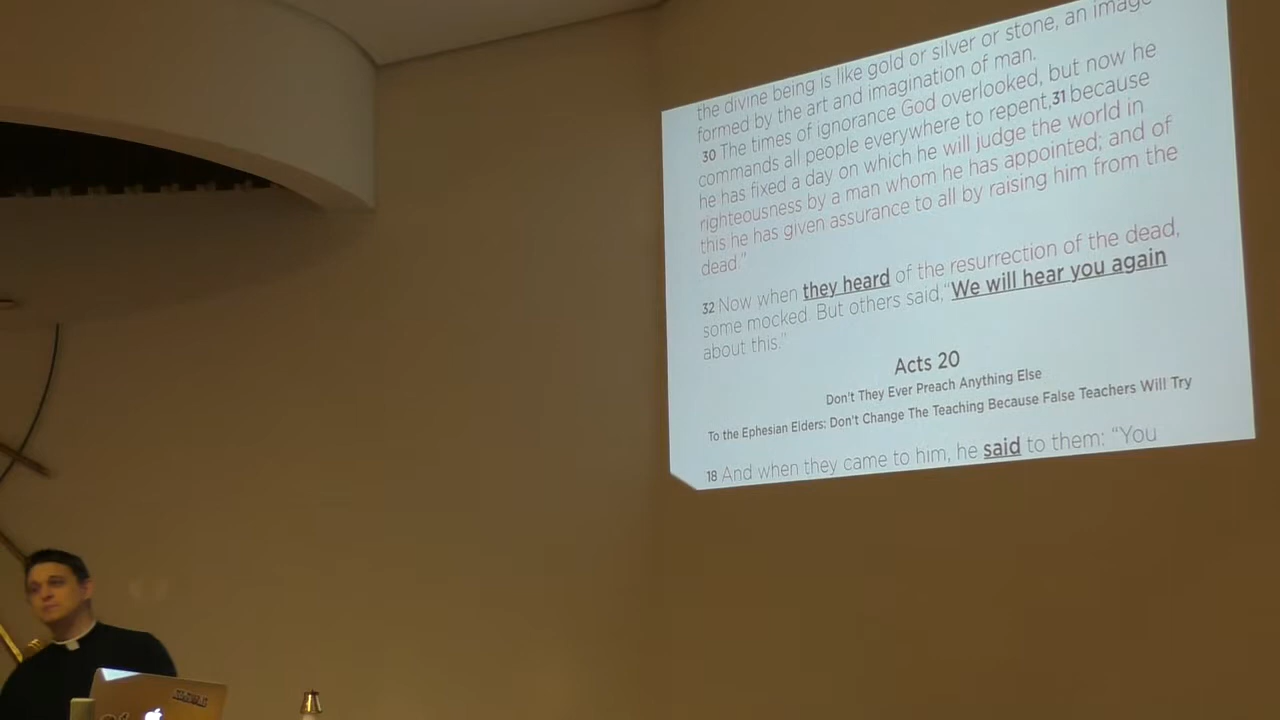 the divine being is like gold or silver or stone, an image
formed by the art and imagination of man.
30 The times of ignorance God overlooked, but now he
commands all people everywhere to repent,31 because
he has fixed a day on which he will judge the world in
righteousness by a man whom he has appointed; and of
this he has given assurance to all by raising him from the
dead."
32 Now when they heard of the resurrection of the dead,
some mocked. But others said,"We will hear you again
about this."
Acts 20
Don't They Ever Preach Anything Else
To the Ephesian Elders: Don't Change The Teaching Because False Teachers Will Try
18 And when they came to him, he said to them: "You